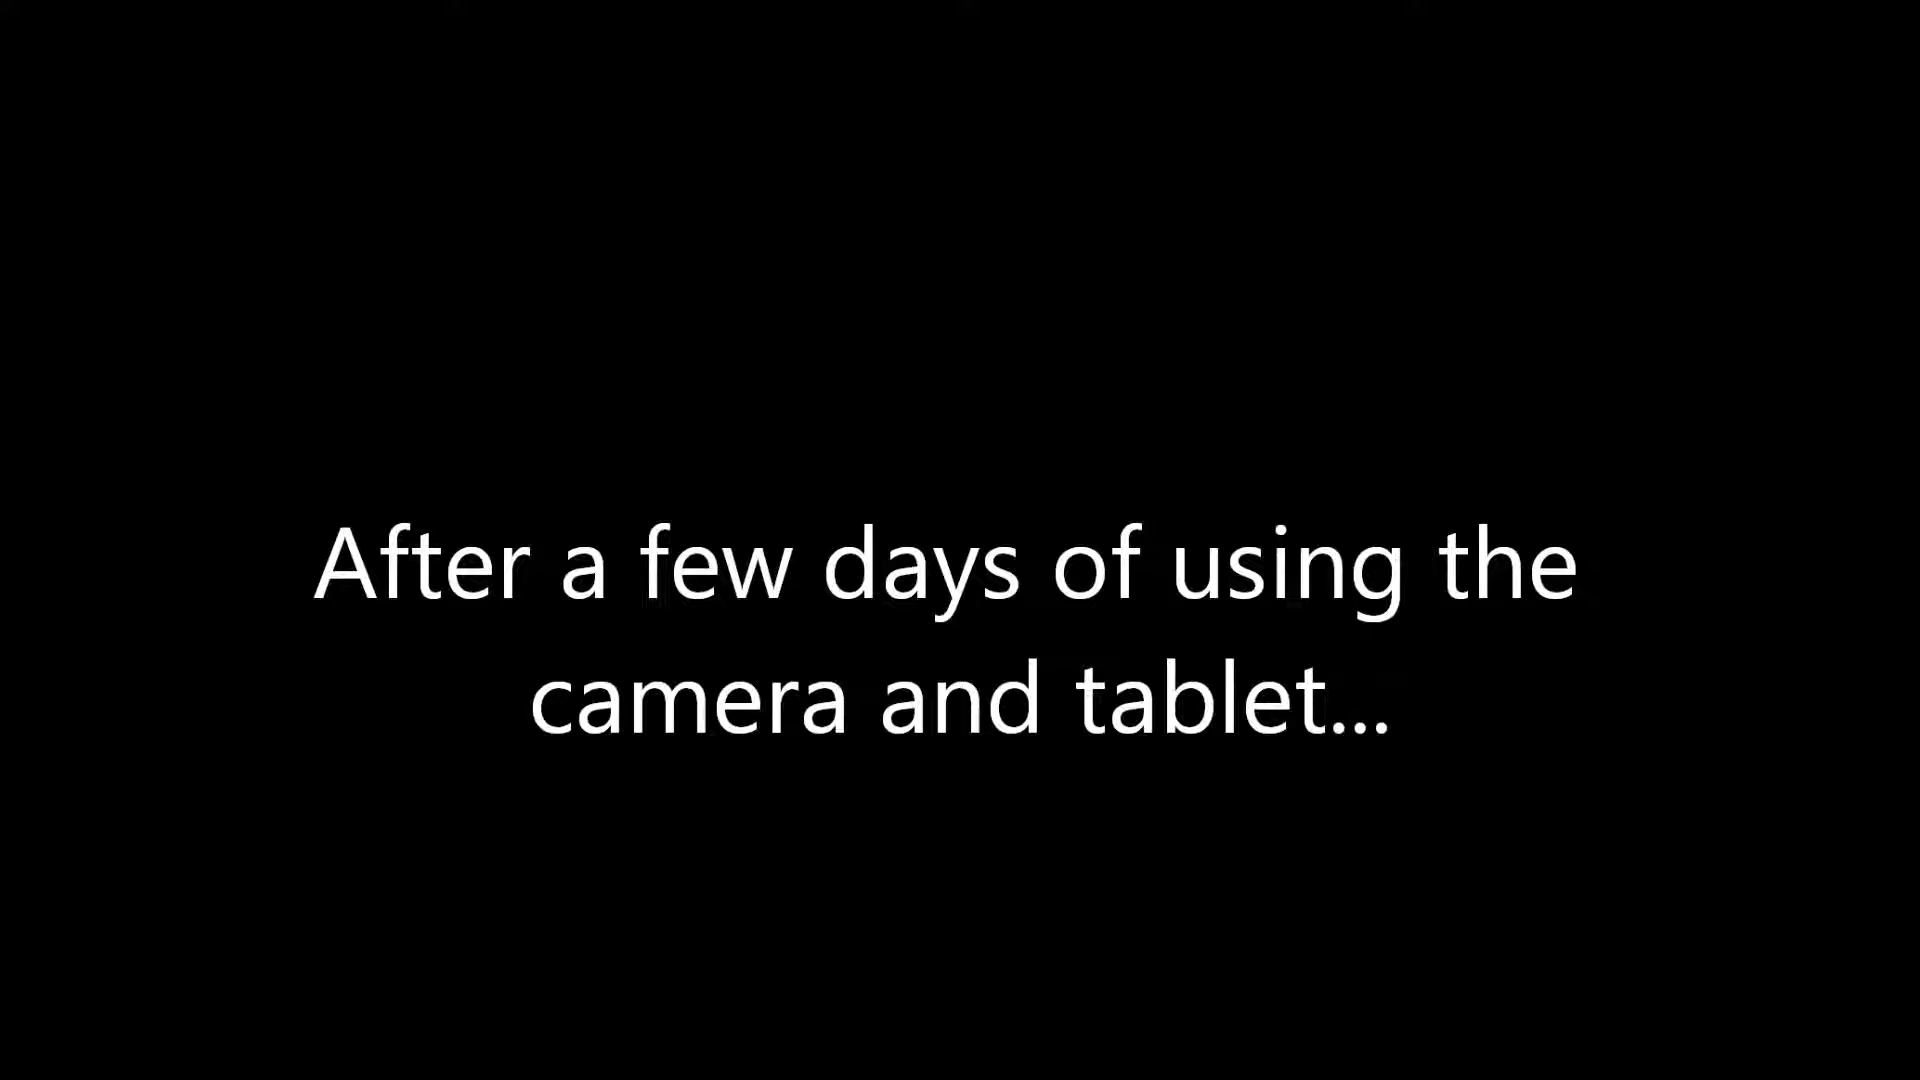 After a few days of using the
camera and tablet...